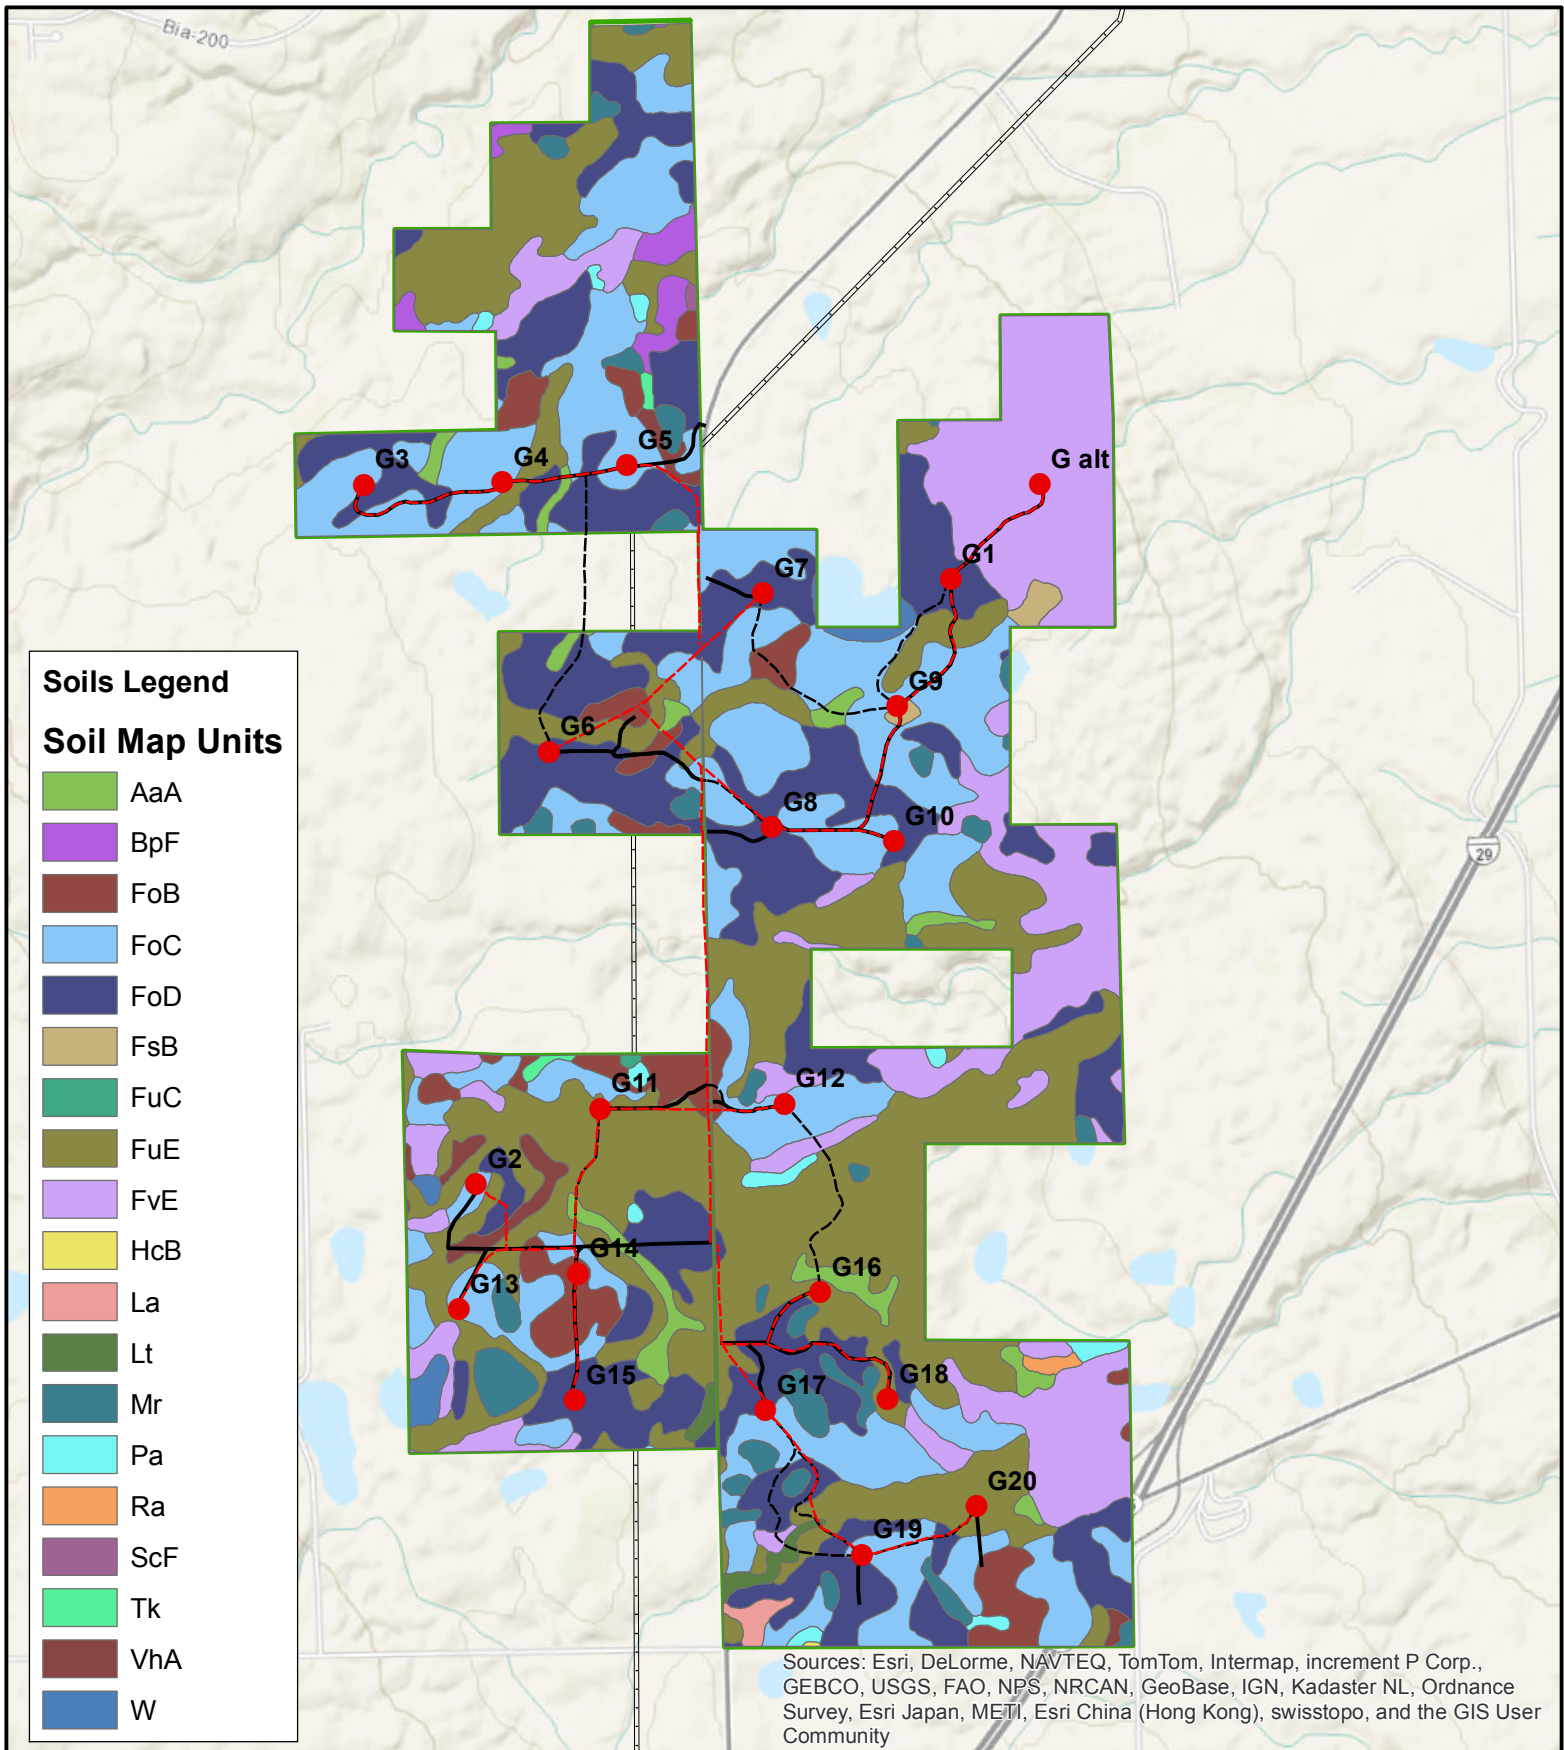 Bia-200
G5
G3
G4
G alt
G1
G7
G9
G6
G8
G10
G12
G11
G2
G14
G13
G16
G15
G17
G18
G20
G19
29
Soils Legend
Soil Map Units
AaA
BpF
FoB
FoC
FoD
FsB
FuC
FuE
FvE
HcB
La
Lt
Mr
Pa
Ra
ScF
Tk
VhA
W
Sources: Esri, DeLorme, NAVTEQ, TomTom, Intermap, increment P Corp.,
GEBCO, USGS, FAO, NPS, NRCAN, GeoBase, IGN, Kadaster NL, Ordnance
Survey, Esri Japan, METI, Esri China (Hong Kong), swisstopo, and the GIS User
Community